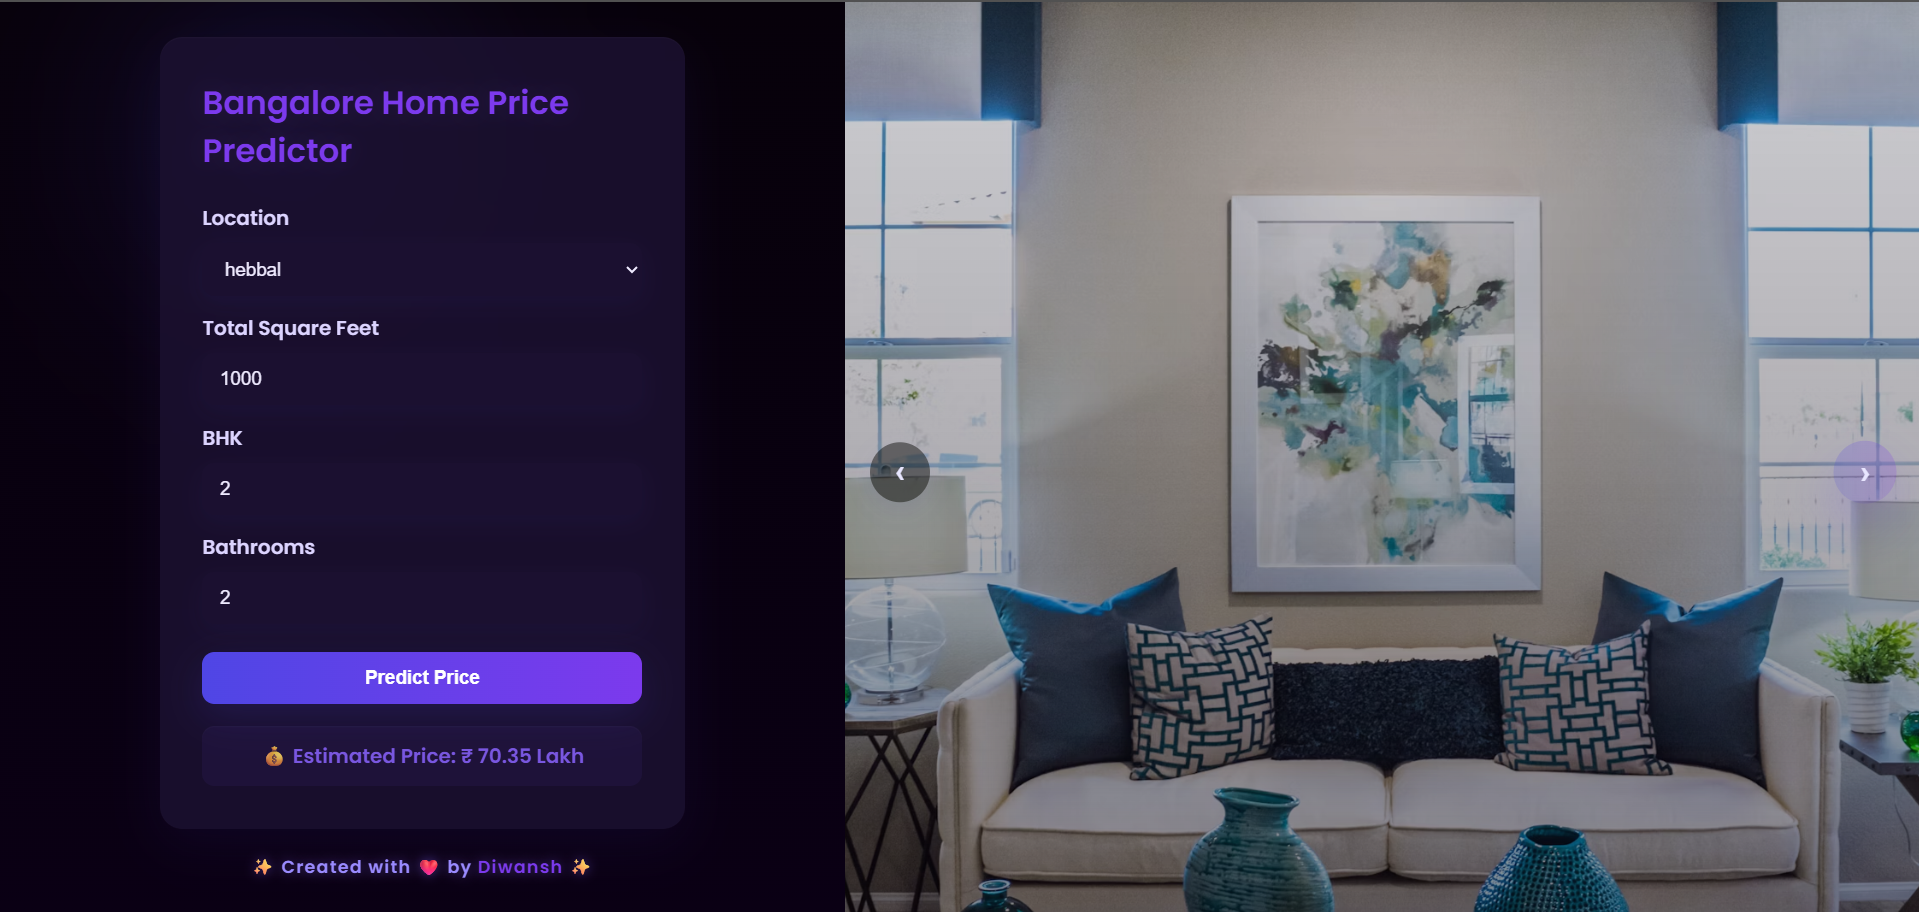 Bangalore Home Price
Predictor
Location
hebbal
Total Square Feet
1000
BHK
2
Bathrooms
2
Predict Price
💰 Estimated Price: ₹ 70.35 Lakh
✨ Created with ❤️ by Diwansh ✨
‹
›